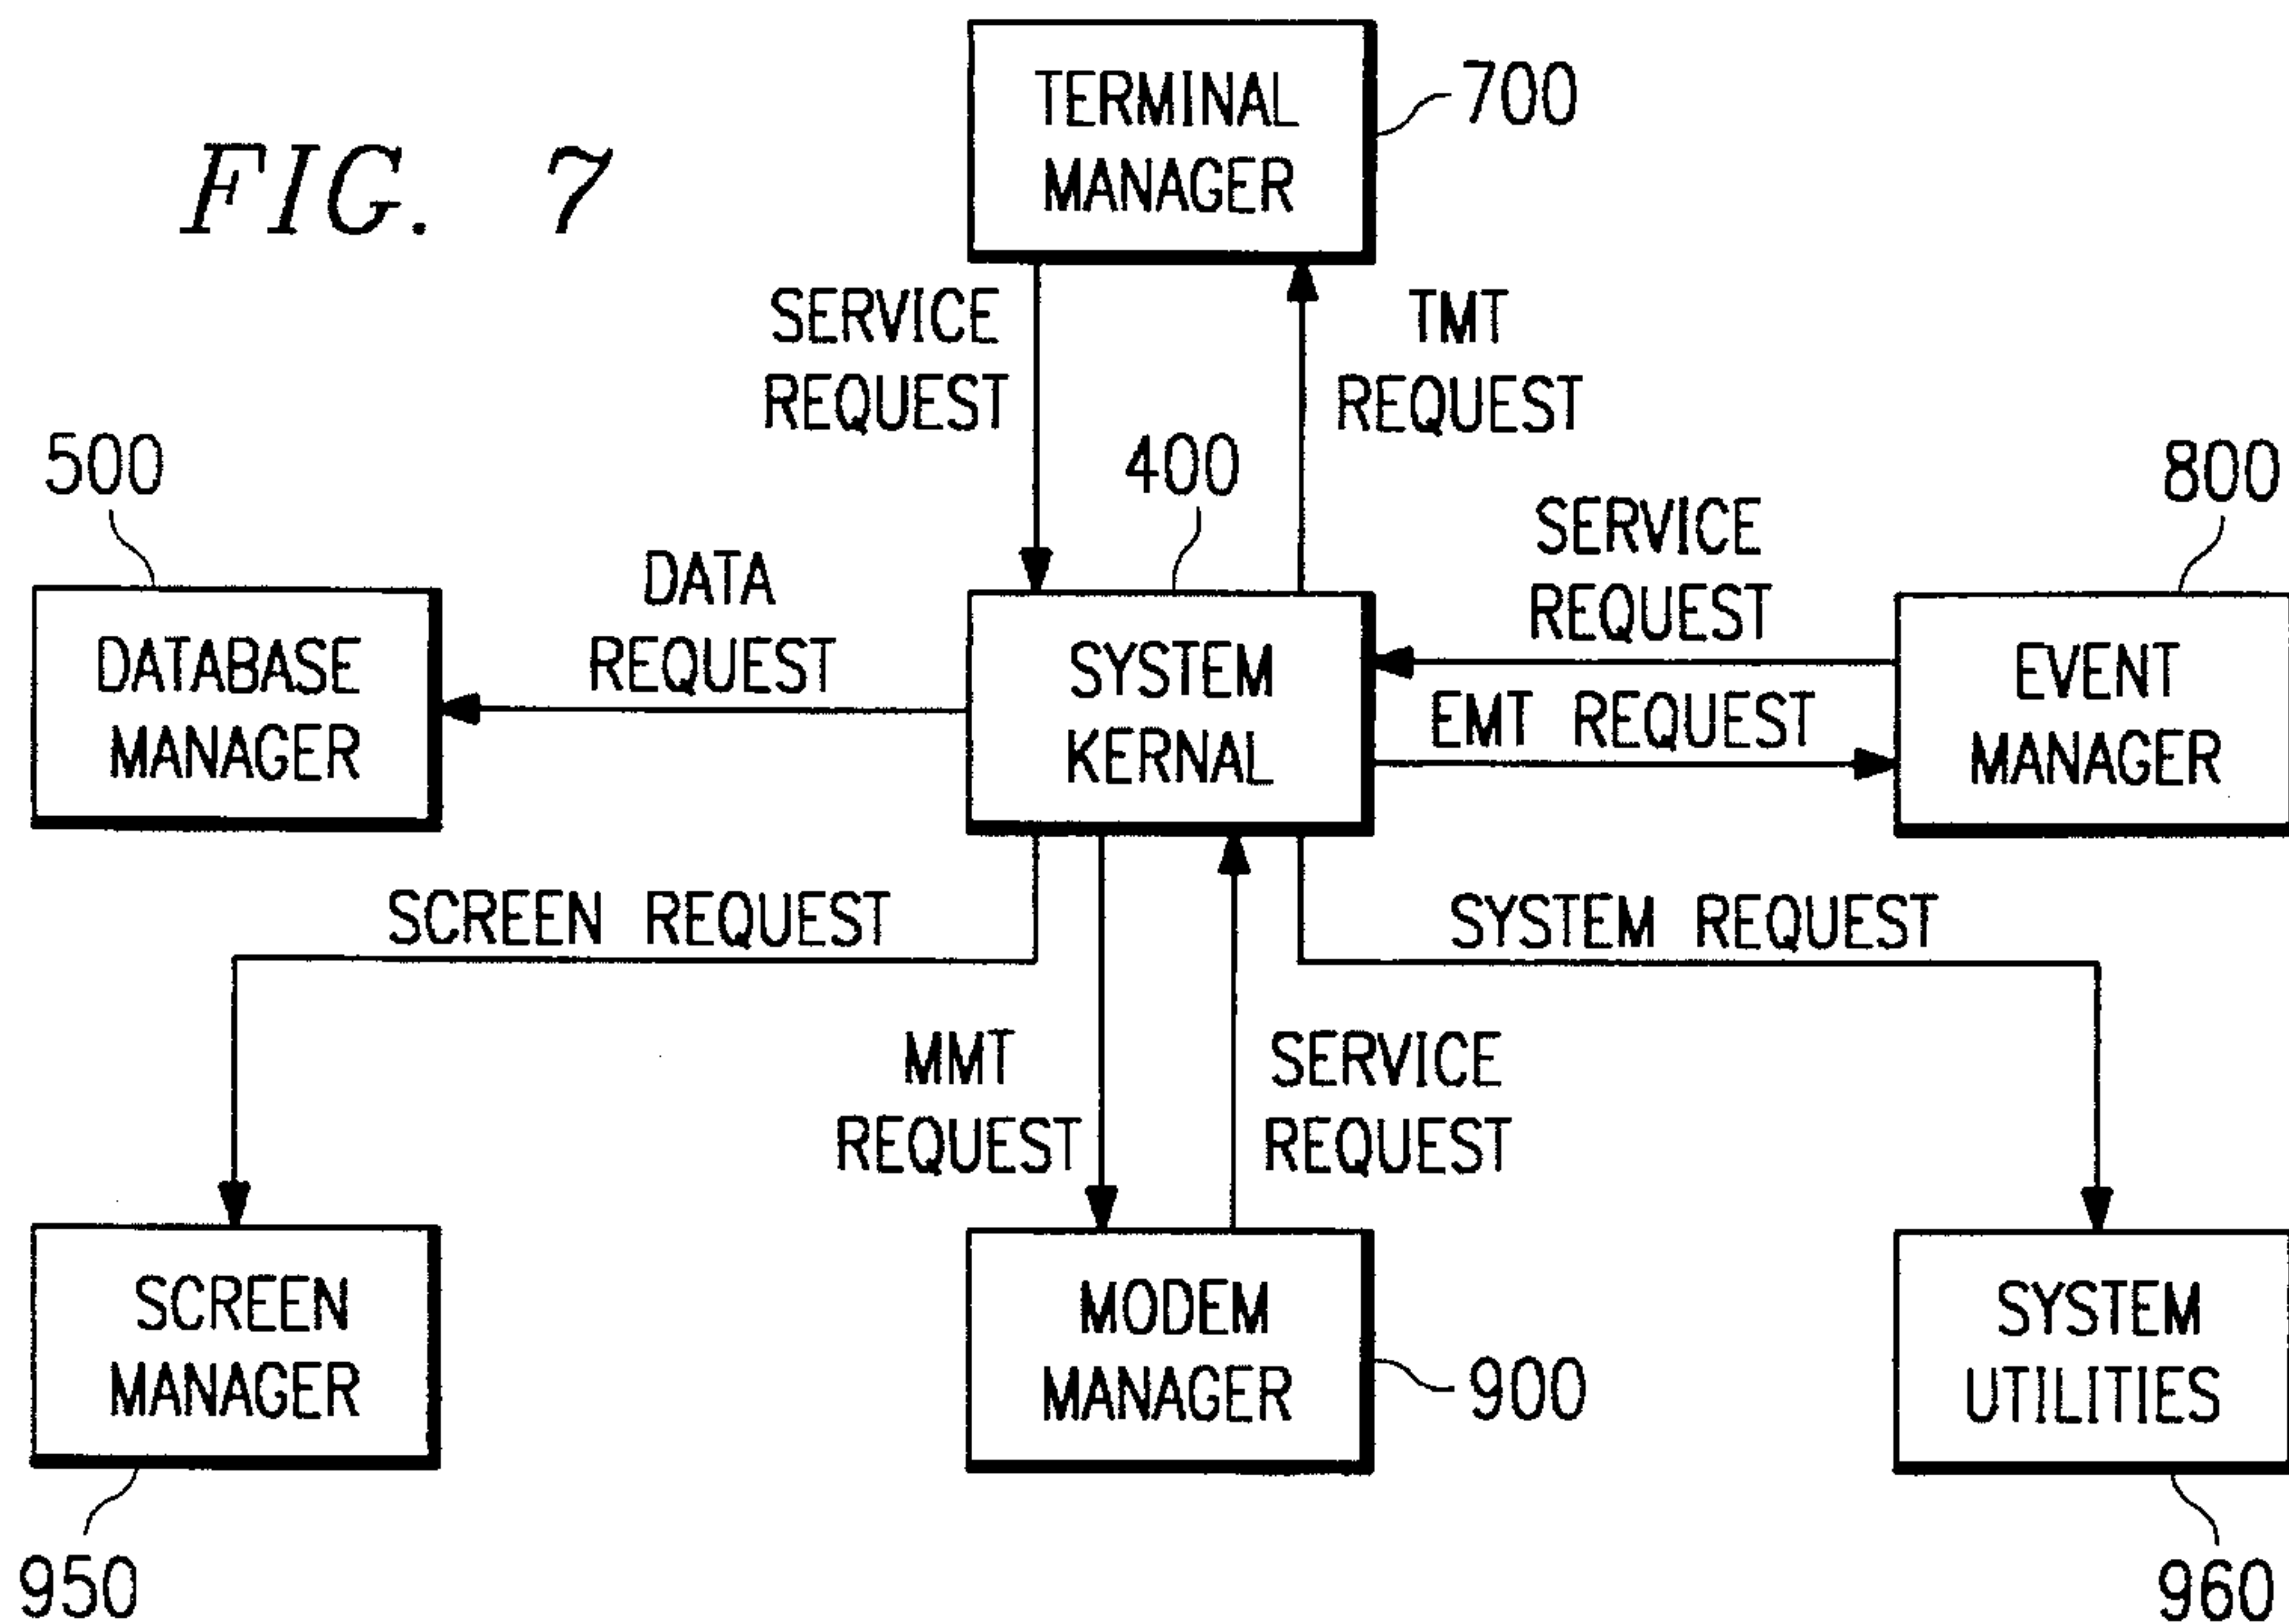 FIG. 7
TERMINAL
MANAGER
700
SERVICE
REQUEST
TMT
REQUEST
500
400
800
DATA
REQUEST
SERVICE
REQUEST
DATABASE
MANAGER
SYSTEM
KERNAL
EMT REQUEST
EVENT
MANAGER
SCREEN REQUEST
SYSTEM REQUEST
MMT
REQUEST
SERVICE
REQUEST
SCREEN
MANAGER
MODEM
MANAGER
900
SYSTEM
UTILITIES
950
960